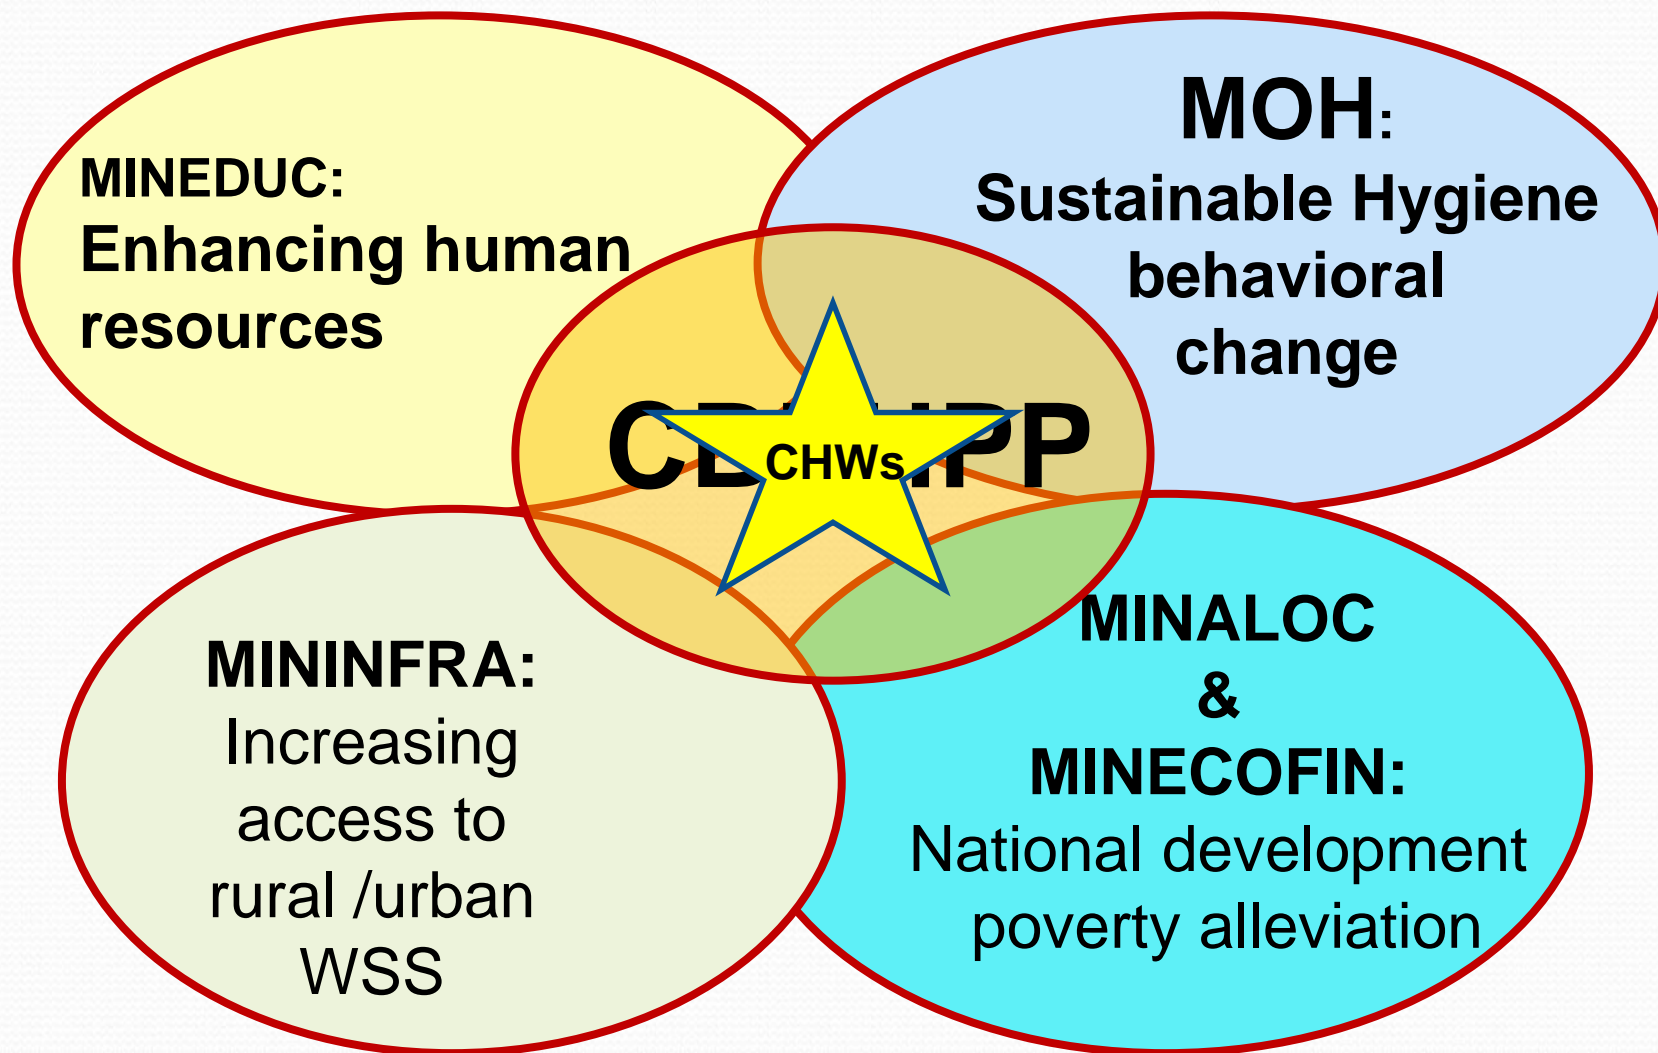 MINEDUC:
Enhancing human
resources
MOH:
Sustainable Hygiene
behavioral
change
CHWs
MININFRA:
Increasing
access to
rural /urban
WSS
MINALOC
&
MINECOFIN:
National development
poverty alleviation